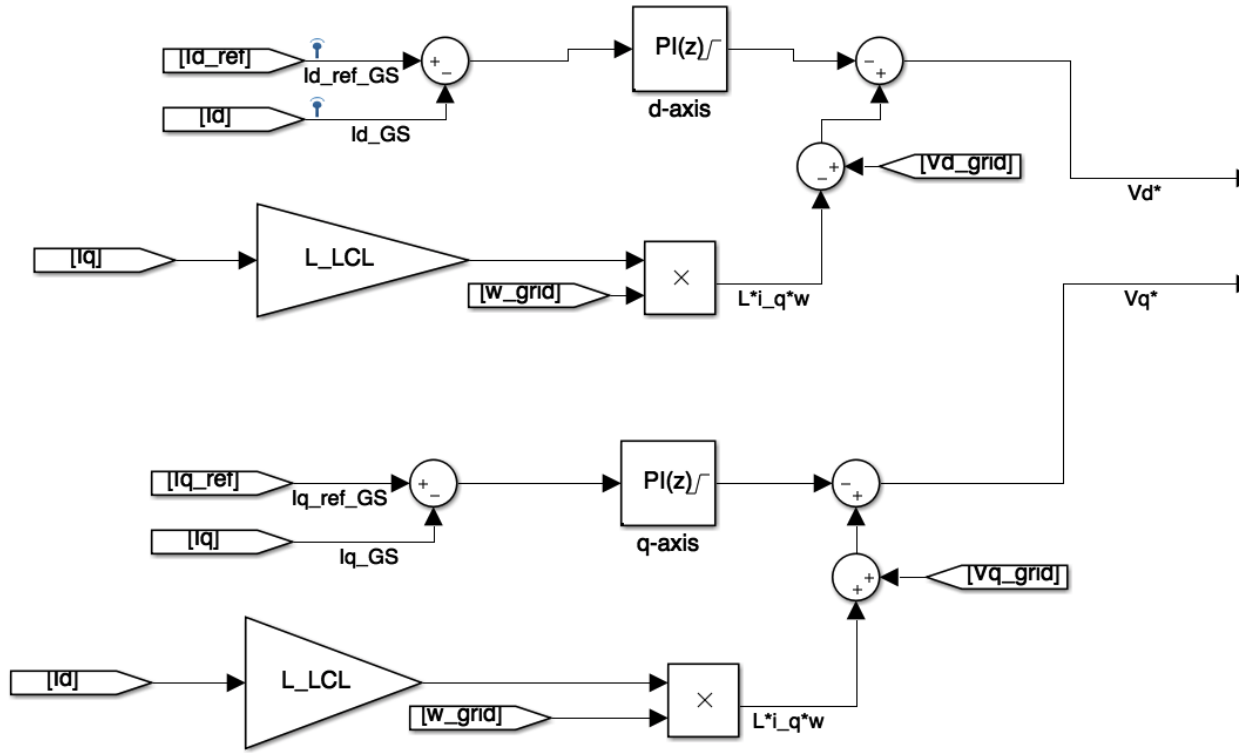 [Id_ref]
Id_ref_GS
+
−
PI(z)
d-axis
−
+
[Id]
Id_GS
+
−
[Vd_grid]
Vd*
[Iq]
L_LCL
[w_grid]
×
L*i_q*w
Vq*
[Iq_ref]
Iq_ref_GS
+
−
PI(z)
q-axis
−
+
[Iq]
Iq_GS
+
+
[Vq_grid]
[Id]
L_LCL
[w_grid]
×
L*i_q*w